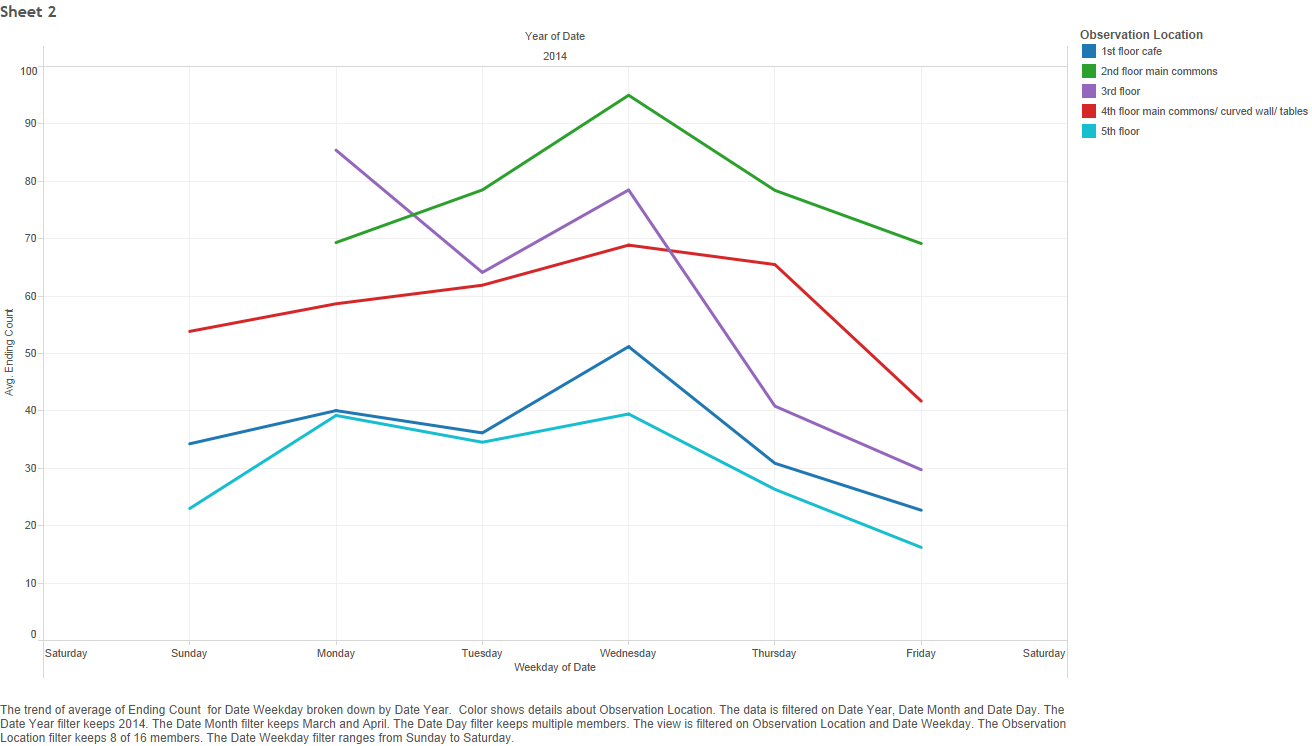 Sheet 2
Year of Date
2014
Observation Location
1st floor cafe
2nd floor main commons
3rd floor
4th floor main commons/ curved wall/ tables
5th floor
Avg. Ending Count
100
90
80
70
60
50
40
30
20
10
0
Saturday Sunday Monday Tuesday Wednesday Thursday Friday Saturday
Weekday of Date
The trend of average of Ending Count  for Date Weekday broken down by Date Year.  Color shows details about Observation Location. The data is filtered on Date Year, Date Month and Date Day. The
Date Year filter keeps 2014. The Date Month filter keeps March and April. The Date Day filter keeps multiple members. The view is filtered on Observation Location and Date Weekday. The Observation
Location filter keeps 8 of 16 members. The Date Weekday filter ranges from Sunday to Saturday.